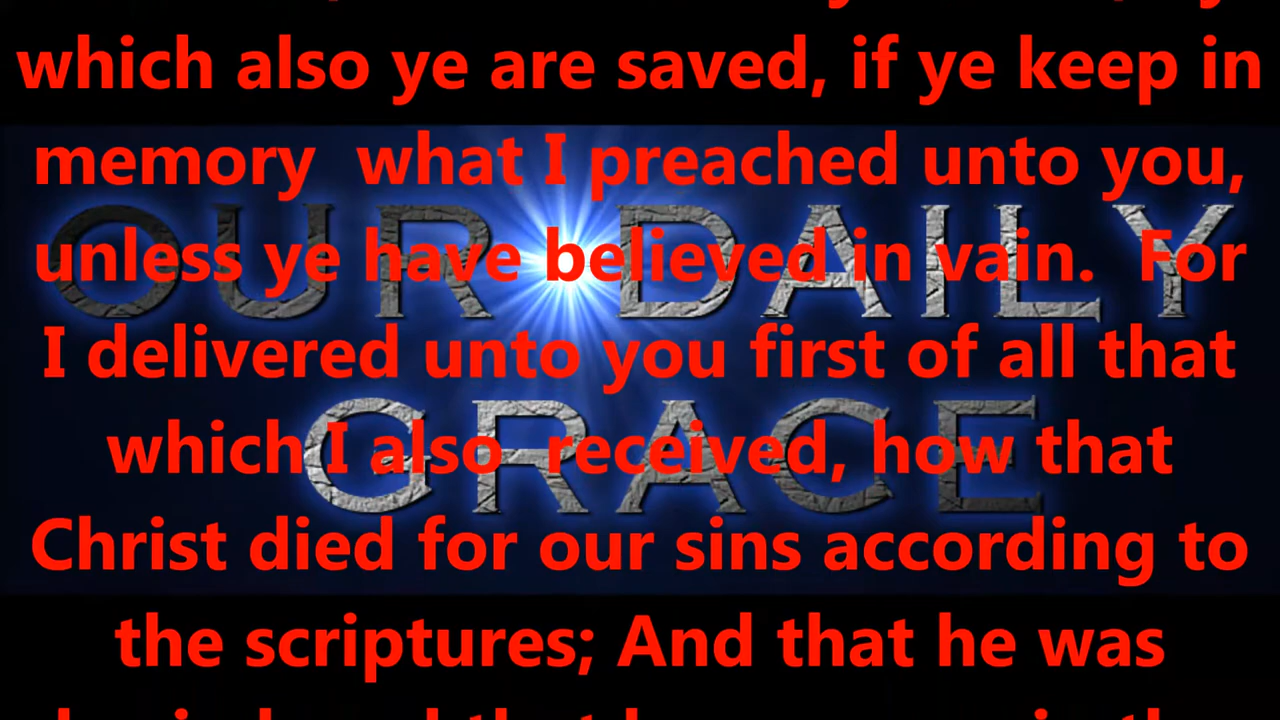 which also ye are saved, if ye keep in
memory what I preached unto you,
unless ye have believed in vain. For
I delivered unto you first of all that
which I also received, how that
Christ died for our sins according to
the scriptures; And that he was
OUR DAILY
GRACE